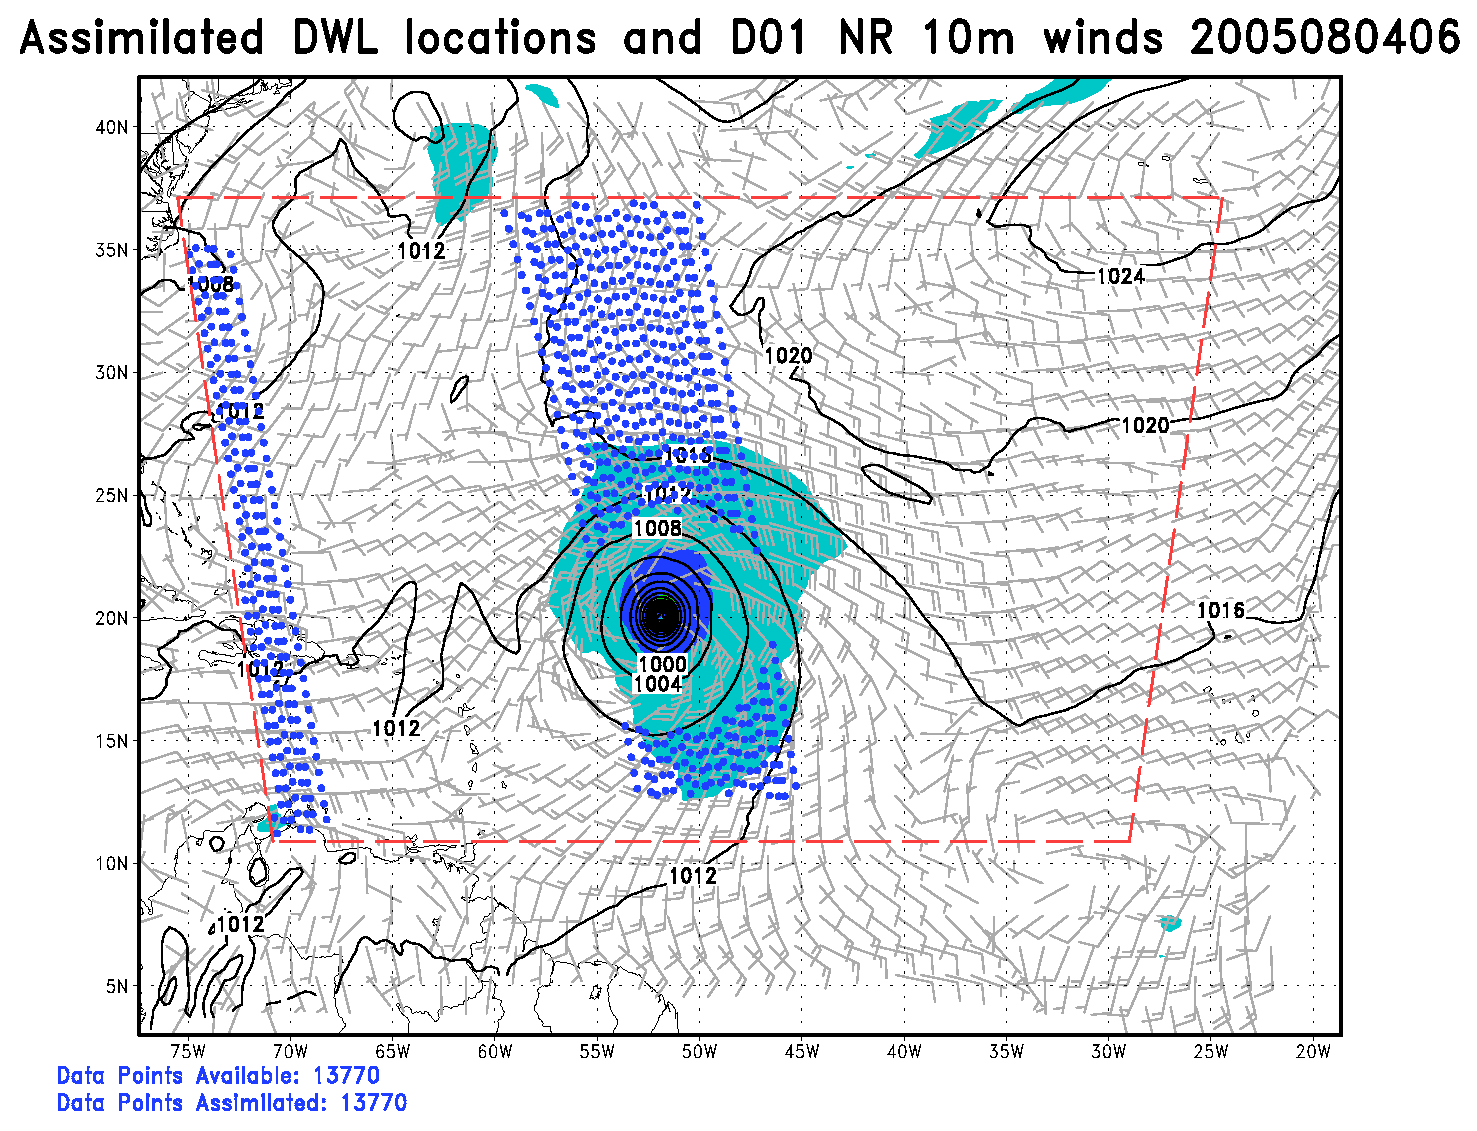 Assimilated DWL locations and D01 NR 10m winds 2005080406
40N
35N
1012
1008
1024
1020
30N
1012
1020
1016
25N
1012
1008
20N
1016
1012
1000
1004
1012
15N
10N
1012
1012
5N
75W 70W 65W 60W 55W 50W 45W 40W 35W 30W 25W 20W
Data Points Available: 13770
Data Points Assimilated: 13770